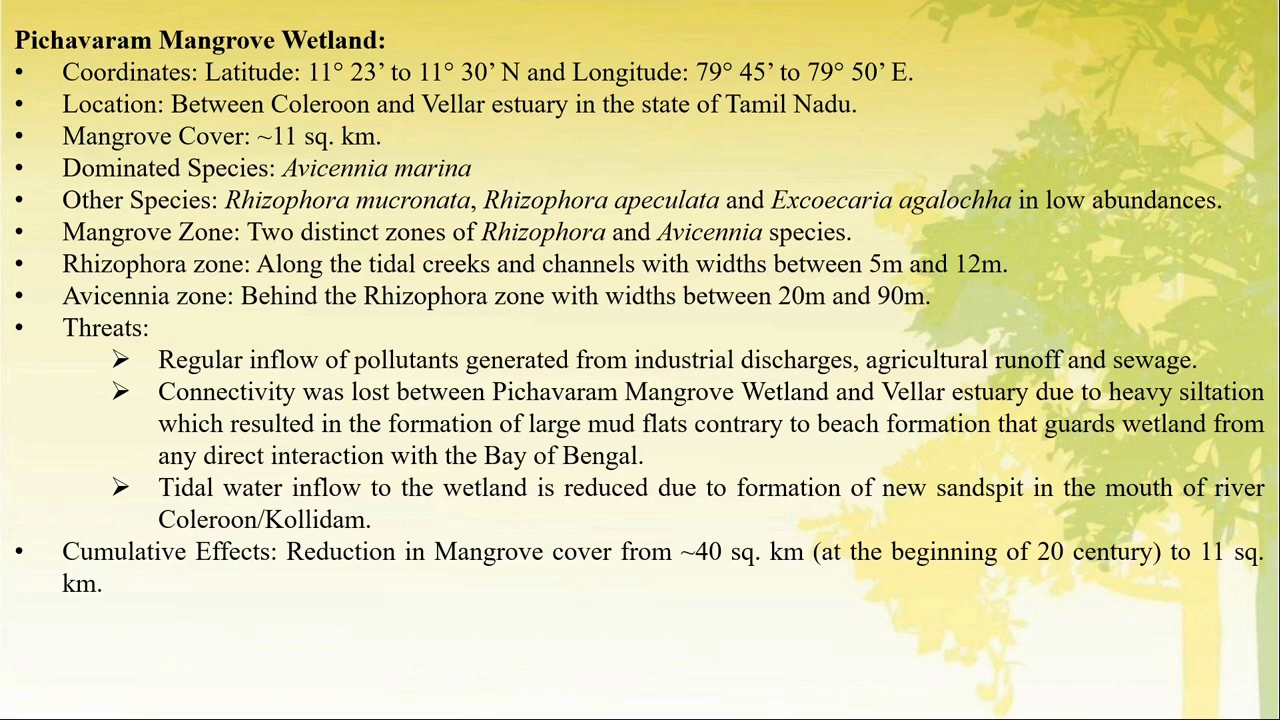 Pichavaram Mangrove Wetland:
• Coordinates: Latitude: 11° 23’ to 11° 30’ N and Longitude: 79° 45’ to 79° 50’ E.
• Location: Between Coleroon and Vellar estuary in the state of Tamil Nadu.
• Mangrove Cover: ~11 sq. km.
• Dominated Species: Avicennia marina
• Other Species: Rhizophora mucronata, Rhizophora apeculata and Excoecaria agalochha in low abundances.
• Mangrove Zone: Two distinct zones of Rhizophora and Avicennia species.
• Rhizophora zone: Along the tidal creeks and channels with widths between 5m and 12m.
• Avicennia zone: Behind the Rhizophora zone with widths between 20m and 90m.
• Threats:
➢ Regular inflow of pollutants generated from industrial discharges, agricultural runoff and sewage.
➢ Connectivity was lost between Pichavaram Mangrove Wetland and Vellar estuary due to heavy siltation
which resulted in the formation of large mud flats contrary to beach formation that guards wetland from
any direct interaction with the Bay of Bengal.
➢ Tidal water inflow to the wetland is reduced due to formation of new sandspit in the mouth of river
Coleroon/Kollidam.
• Cumulative Effects: Reduction in Mangrove cover from ~40 sq. km (at the beginning of 20 century) to 11 sq.
km.